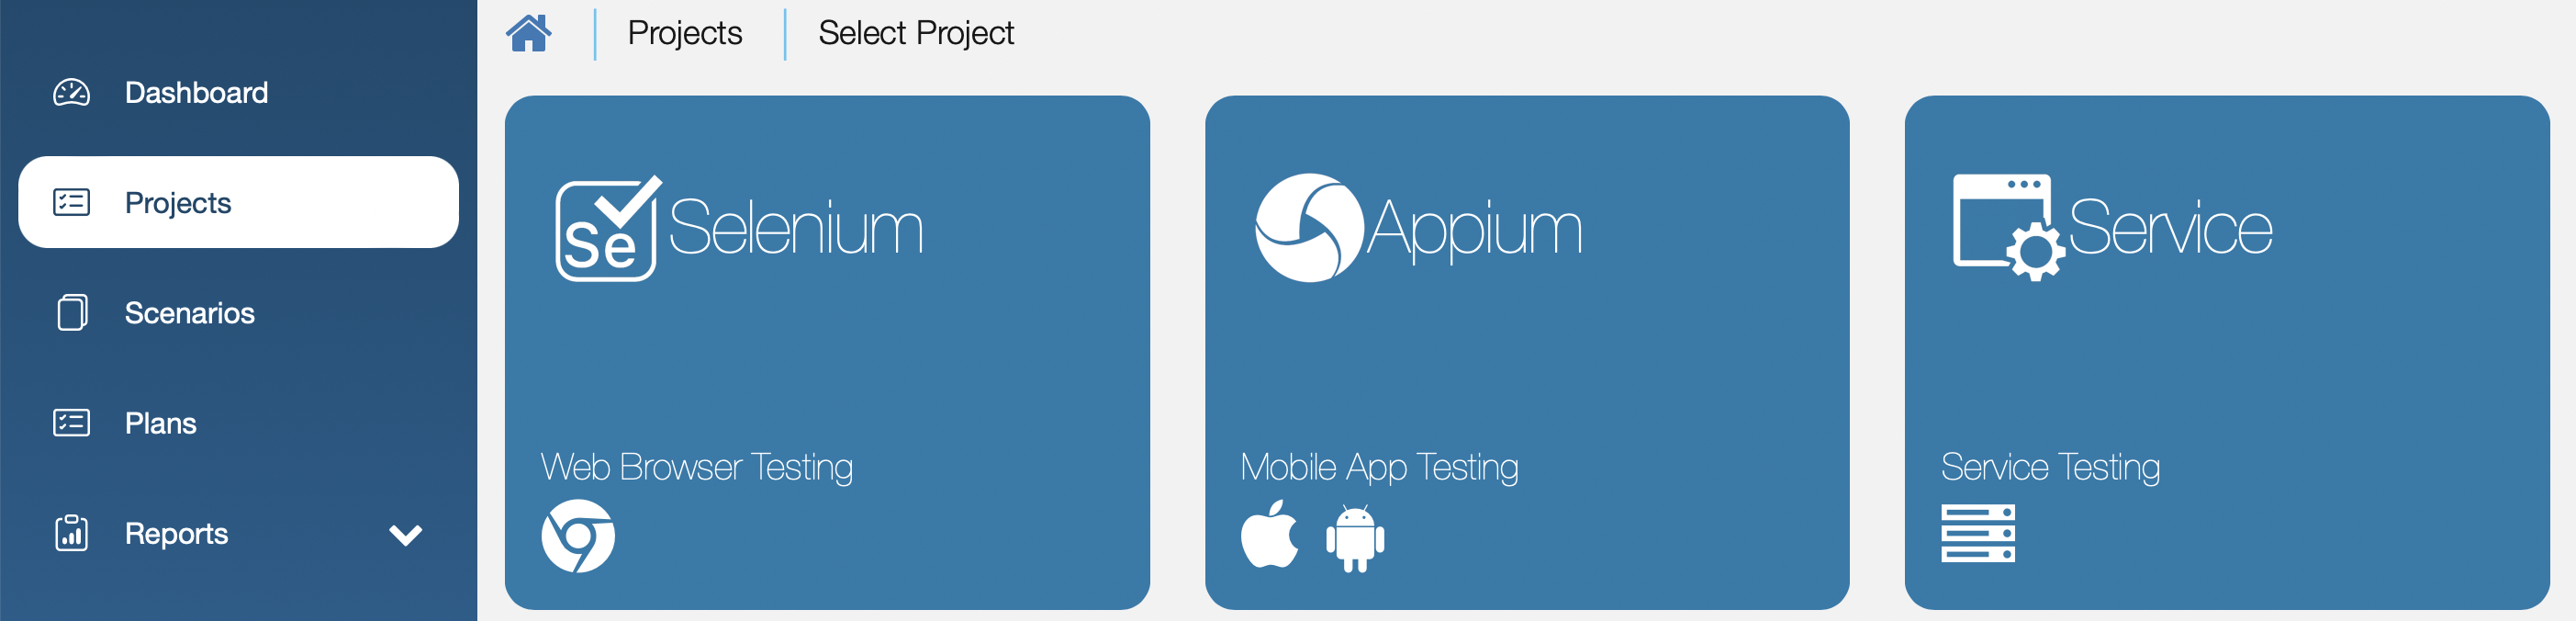 Dashboard
Projects
Scenarios
Plans
Reports
Projects
Select Project
Se Selenium
Web Browser Testing
Appium
Mobile App Testing
Service
Service Testing